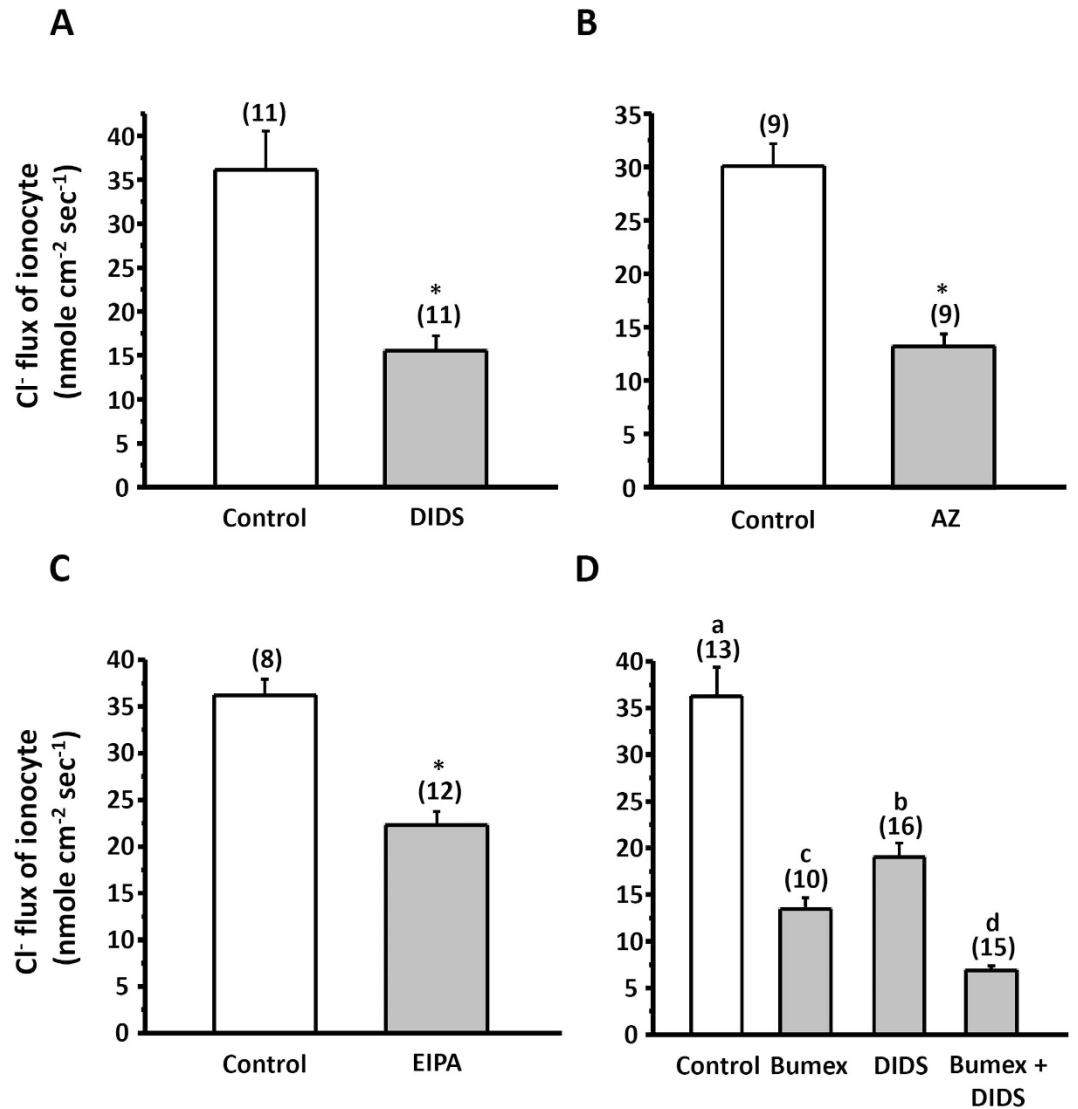 A
Cl⁻ flux of ionocyte
(nmole cm⁻² sec⁻¹)
40
35
30
25
20
15
10
5
0
(11)
*
(11)
Control
DIDS
B
35
30
25
20
15
10
5
0
(9)
*
(9)
Control
AZ
C
Cl⁻ flux of ionocyte
(nmole cm⁻² sec⁻¹)
40
35
30
25
20
15
10
5
0
(8)
*
(12)
Control
EIPA
D
40
35
30
25
20
15
10
5
0
a
(13)
c
(10)
b
(16)
d
(15)
Control
Bumex
DIDS
Bumex +
DIDS